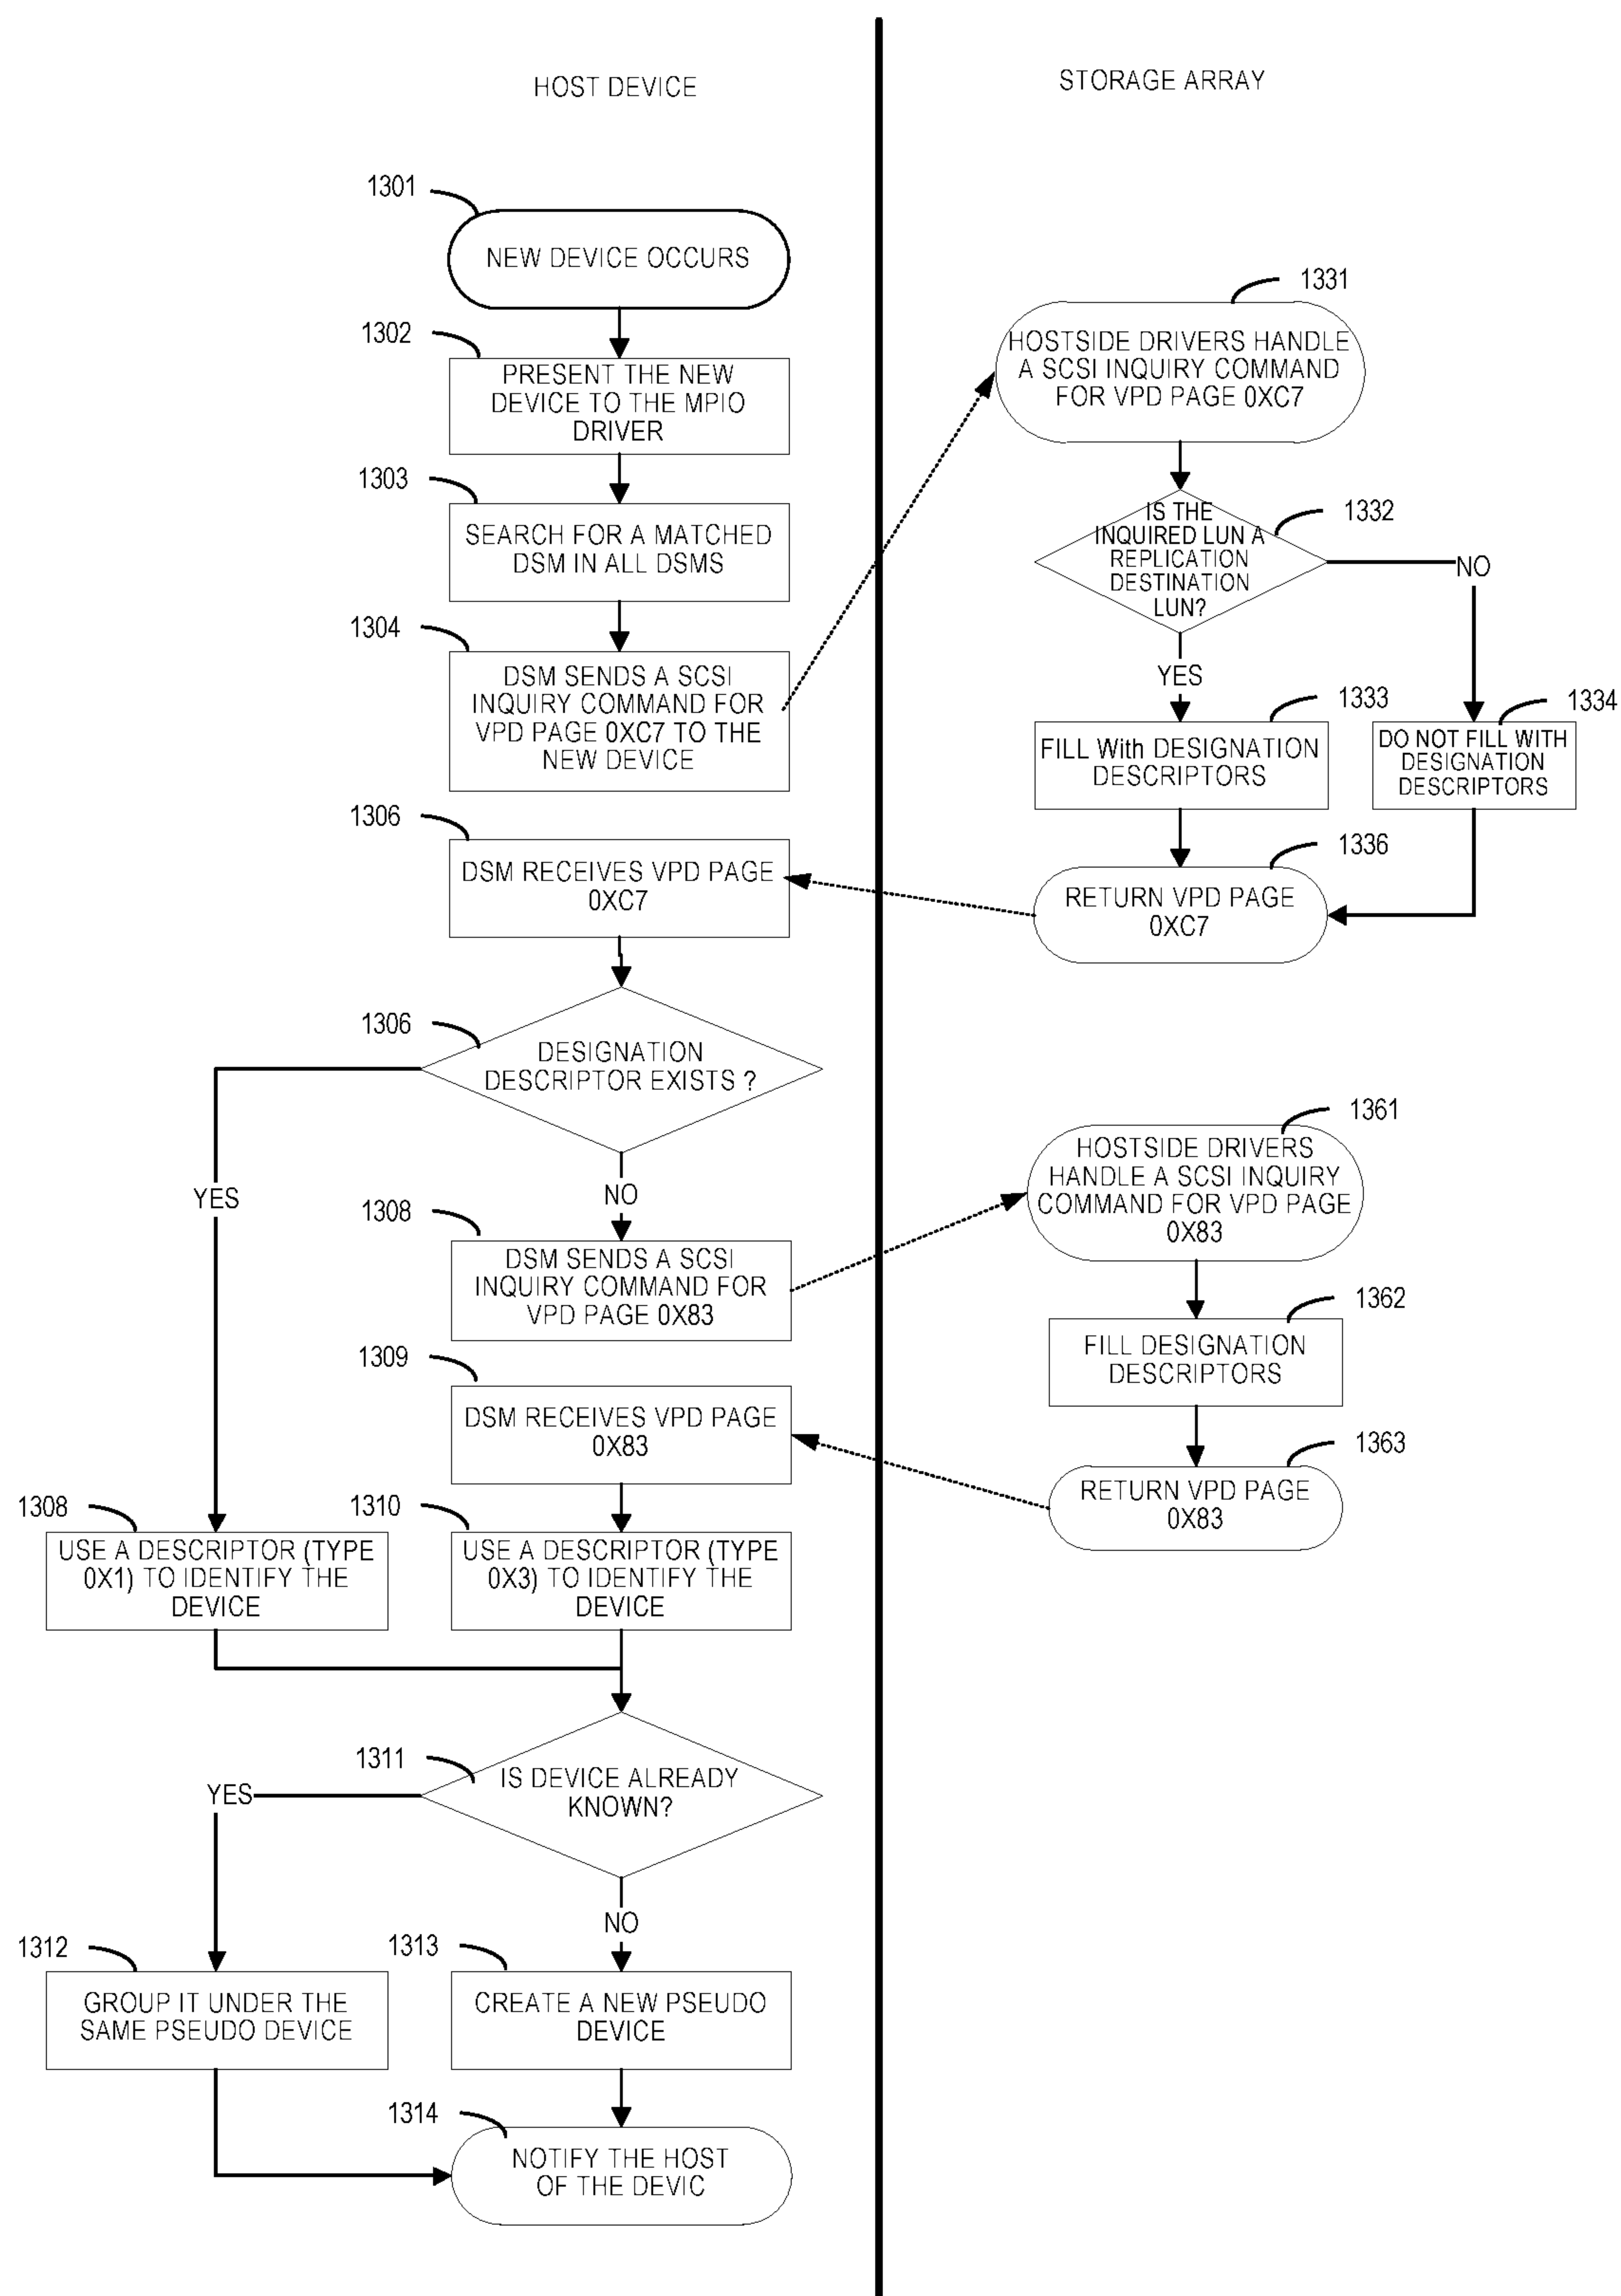 HOST DEVICE
STORAGE ARRAY
1301
NEW DEVICE OCCURS
1302
PRESENT THE NEW
DEVICE TO THE MPIO
DRIVER
1303
SEARCH FOR A MATCHED
DSM IN ALL DSMS
1304
DSM SENDS A SCSI
INQUIRY COMMAND FOR
VPD PAGE 0XC7 TO THE
NEW DEVICE
1331
HOSTSIDE DRIVERS HANDLE
A SCSI INQUIRY COMMAND
FOR VPD PAGE 0XC7
1332
IS THE
INQUIRED LUN A
REPLICATION
DESTINATION
LUN?
NO
YES
1333
FILL With DESIGNATION
DESCRIPTORS
1334
DO NOT FILL WITH
DESIGNATION
DESCRIPTORS
1336
RETURN VPD PAGE
0XC7
1306
DSM RECEIVES VPD PAGE
0XC7
1306
DESIGNATION
DESCRIPTOR EXISTS ?
YES
NO
1308
DSM SENDS A SCSI
INQUIRY COMMAND FOR
VPD PAGE 0X83
1361
HOSTSIDE DRIVERS
HANDLE A SCSI INQUIRY
COMMAND FOR VPD PAGE
0X83
1362
FILL DESIGNATION
DESCRIPTORS
1363
RETURN VPD PAGE
0X83
1309
DSM RECEIVES VPD PAGE
0X83
1308
USE A DESCRIPTOR (TYPE
0X1) TO IDENTIFY THE
DEVICE
1310
USE A DESCRIPTOR (TYPE
0X3) TO IDENTIFY THE
DEVICE
1311
IS DEVICE ALREADY
KNOWN?
YES
NO
1312
GROUP IT UNDER THE
SAME PSEUDO DEVICE
1313
CREATE A NEW PSEUDO
DEVICE
1314
NOTIFY THE HOST
OF THE DEVIC